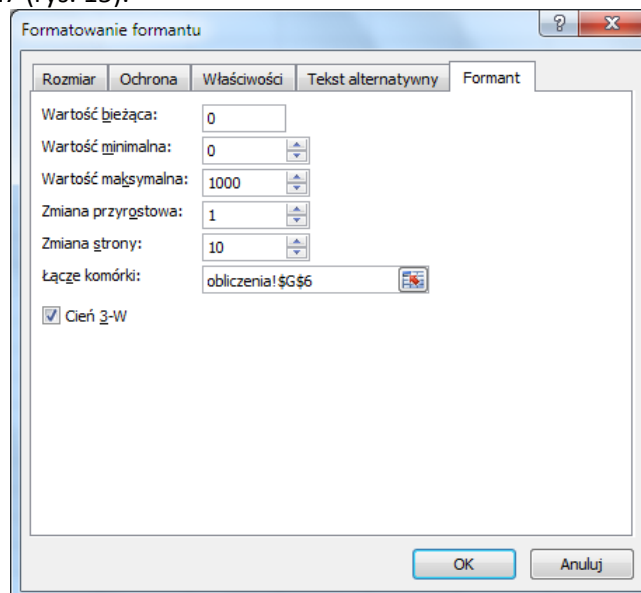 Formatowanie formantu
Rozmiar Ochrona Właściwości Tekst alternatywny Formant
Wartość bieżąca: 0
Wartość minimalna: 0
Wartość maksymalna: 1000
Zmiana przyrostowa: 1
Zmiana strony: 10
Łącze komórki: obliczenia!$G$6
Cień 3-W
OK Anuluj